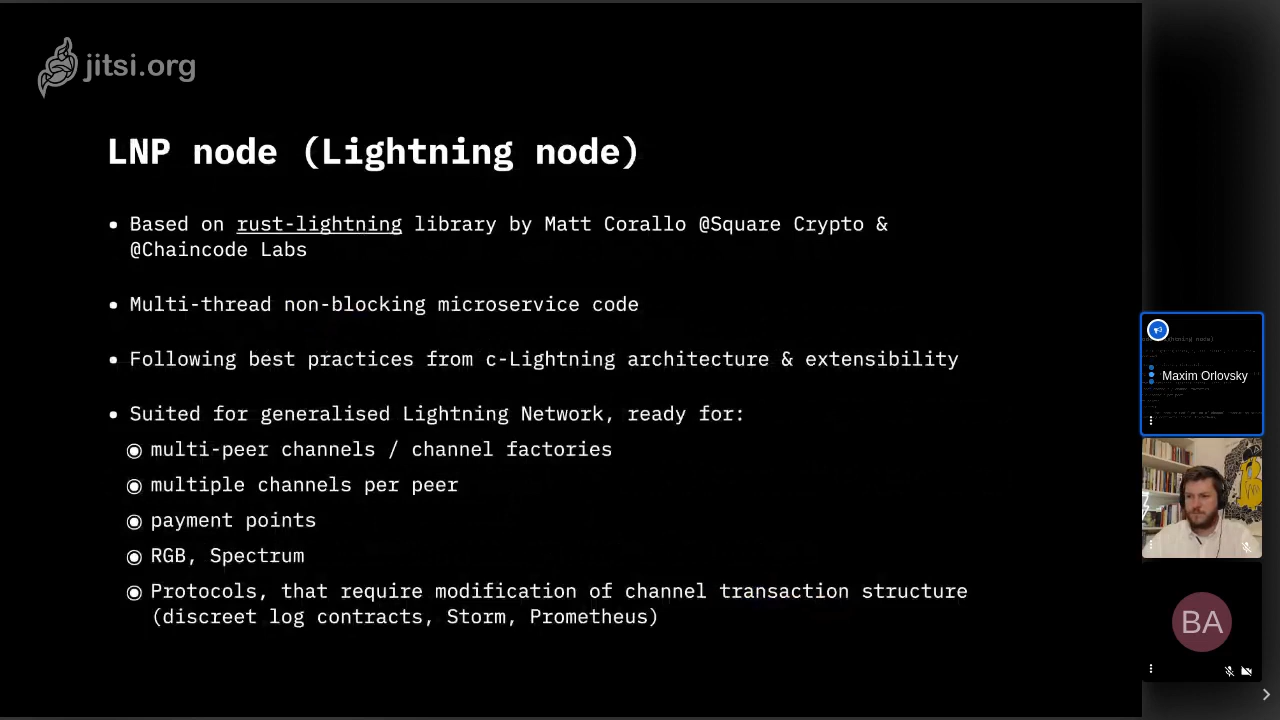 jitsi.org
LNP node (Lightning node)
• Based on rust-lightning library by Matt Corallo @Square Crypto &
@Chaincode Labs
• Multi-thread non-blocking microservice code
• Following best practices from c-Lightning architecture & extensibility
• Suited for generalised Lightning Network, ready for:
◉ multi-peer channels / channel factories
◉ multiple channels per peer
◉ payment points
◉ RGB, Spectrum
◉ Protocols, that require modification of channel transaction structure
(discreet log contracts, Storm, Prometheus)
Maxim Orlovsky
BA